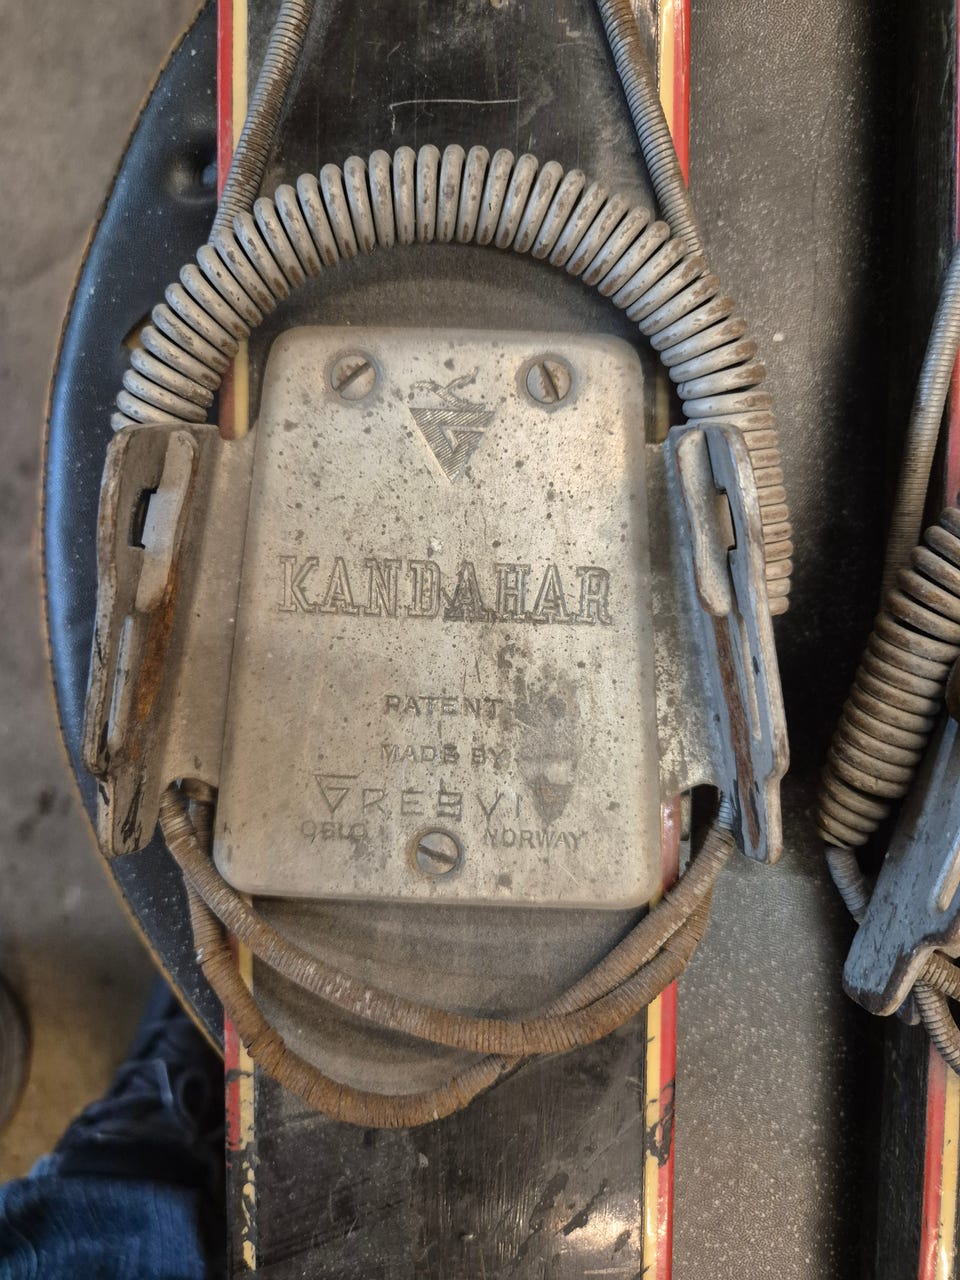 KANDAHAR
PATENT
MADE BY
GRESVIG
OSLO NORWAY